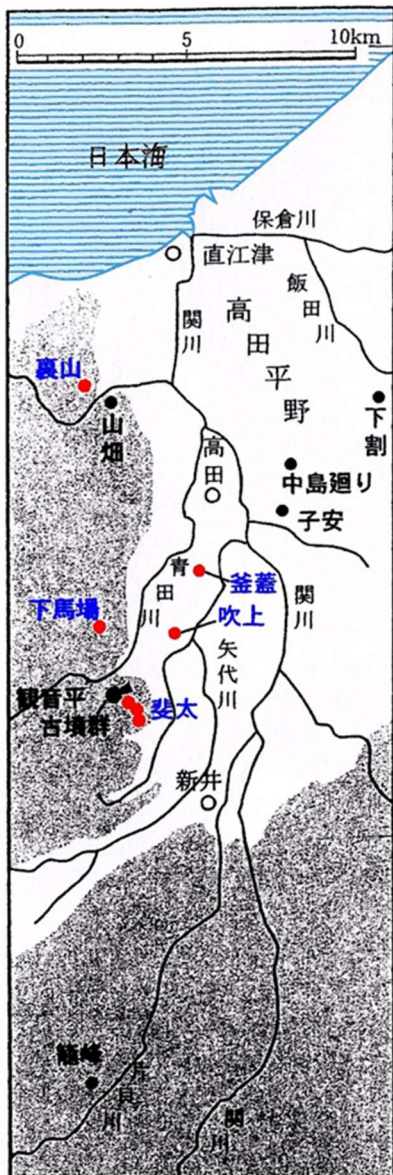 0 5 10km
日本海
保倉川
直江津
飯田川
関川
高田平野
裏山
山畑
下割
高田
中島廻り
子安
青田川
釜蓋
関川
下馬場
吹上
矢代川
観音平
古墳群
斐太
新井
籠峰
片貝川
関川